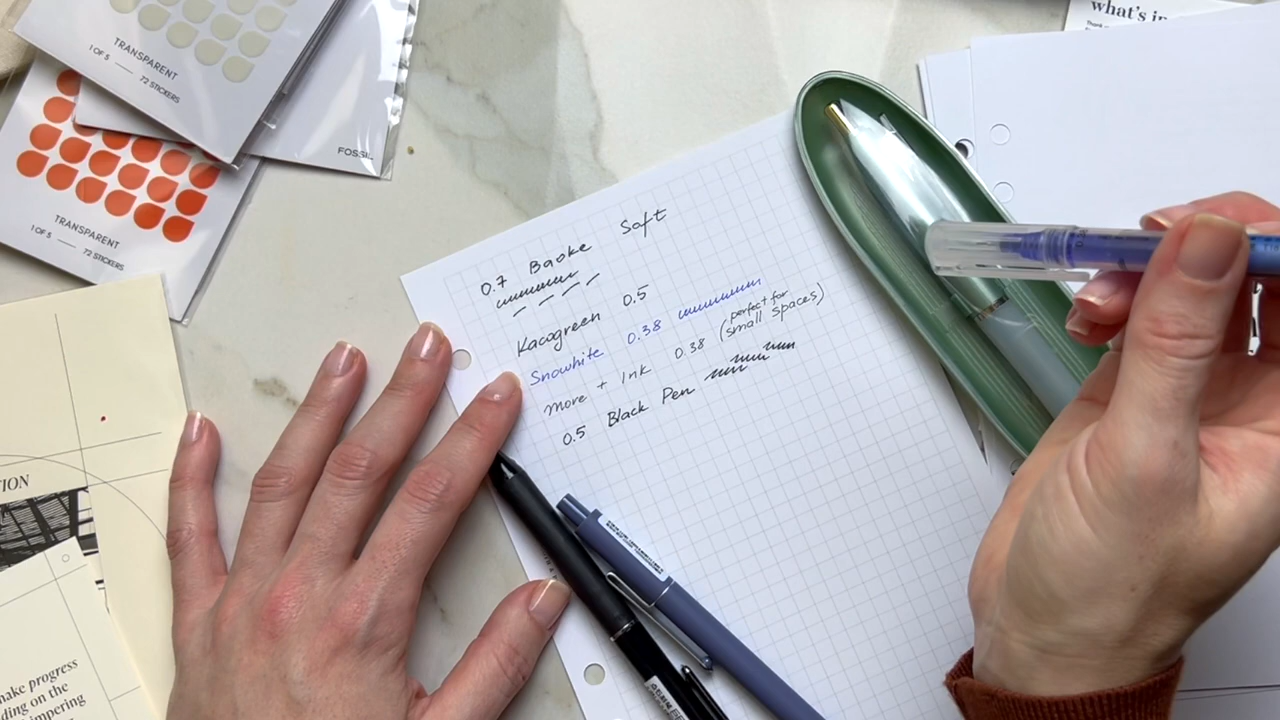 what's in
TRANSPARENT
1 OF 5 — 72 STICKERS
FOSSIL
TRANSPARENT
1 OF 5 — 72 STICKERS
0.7 Baoke Soft
Kacogreen 0.5
Snowhite 0.38
more + Ink 0.38 (perfect for small spaces)
0.5 Black Pen
TION
make progress
ding on the
mpering